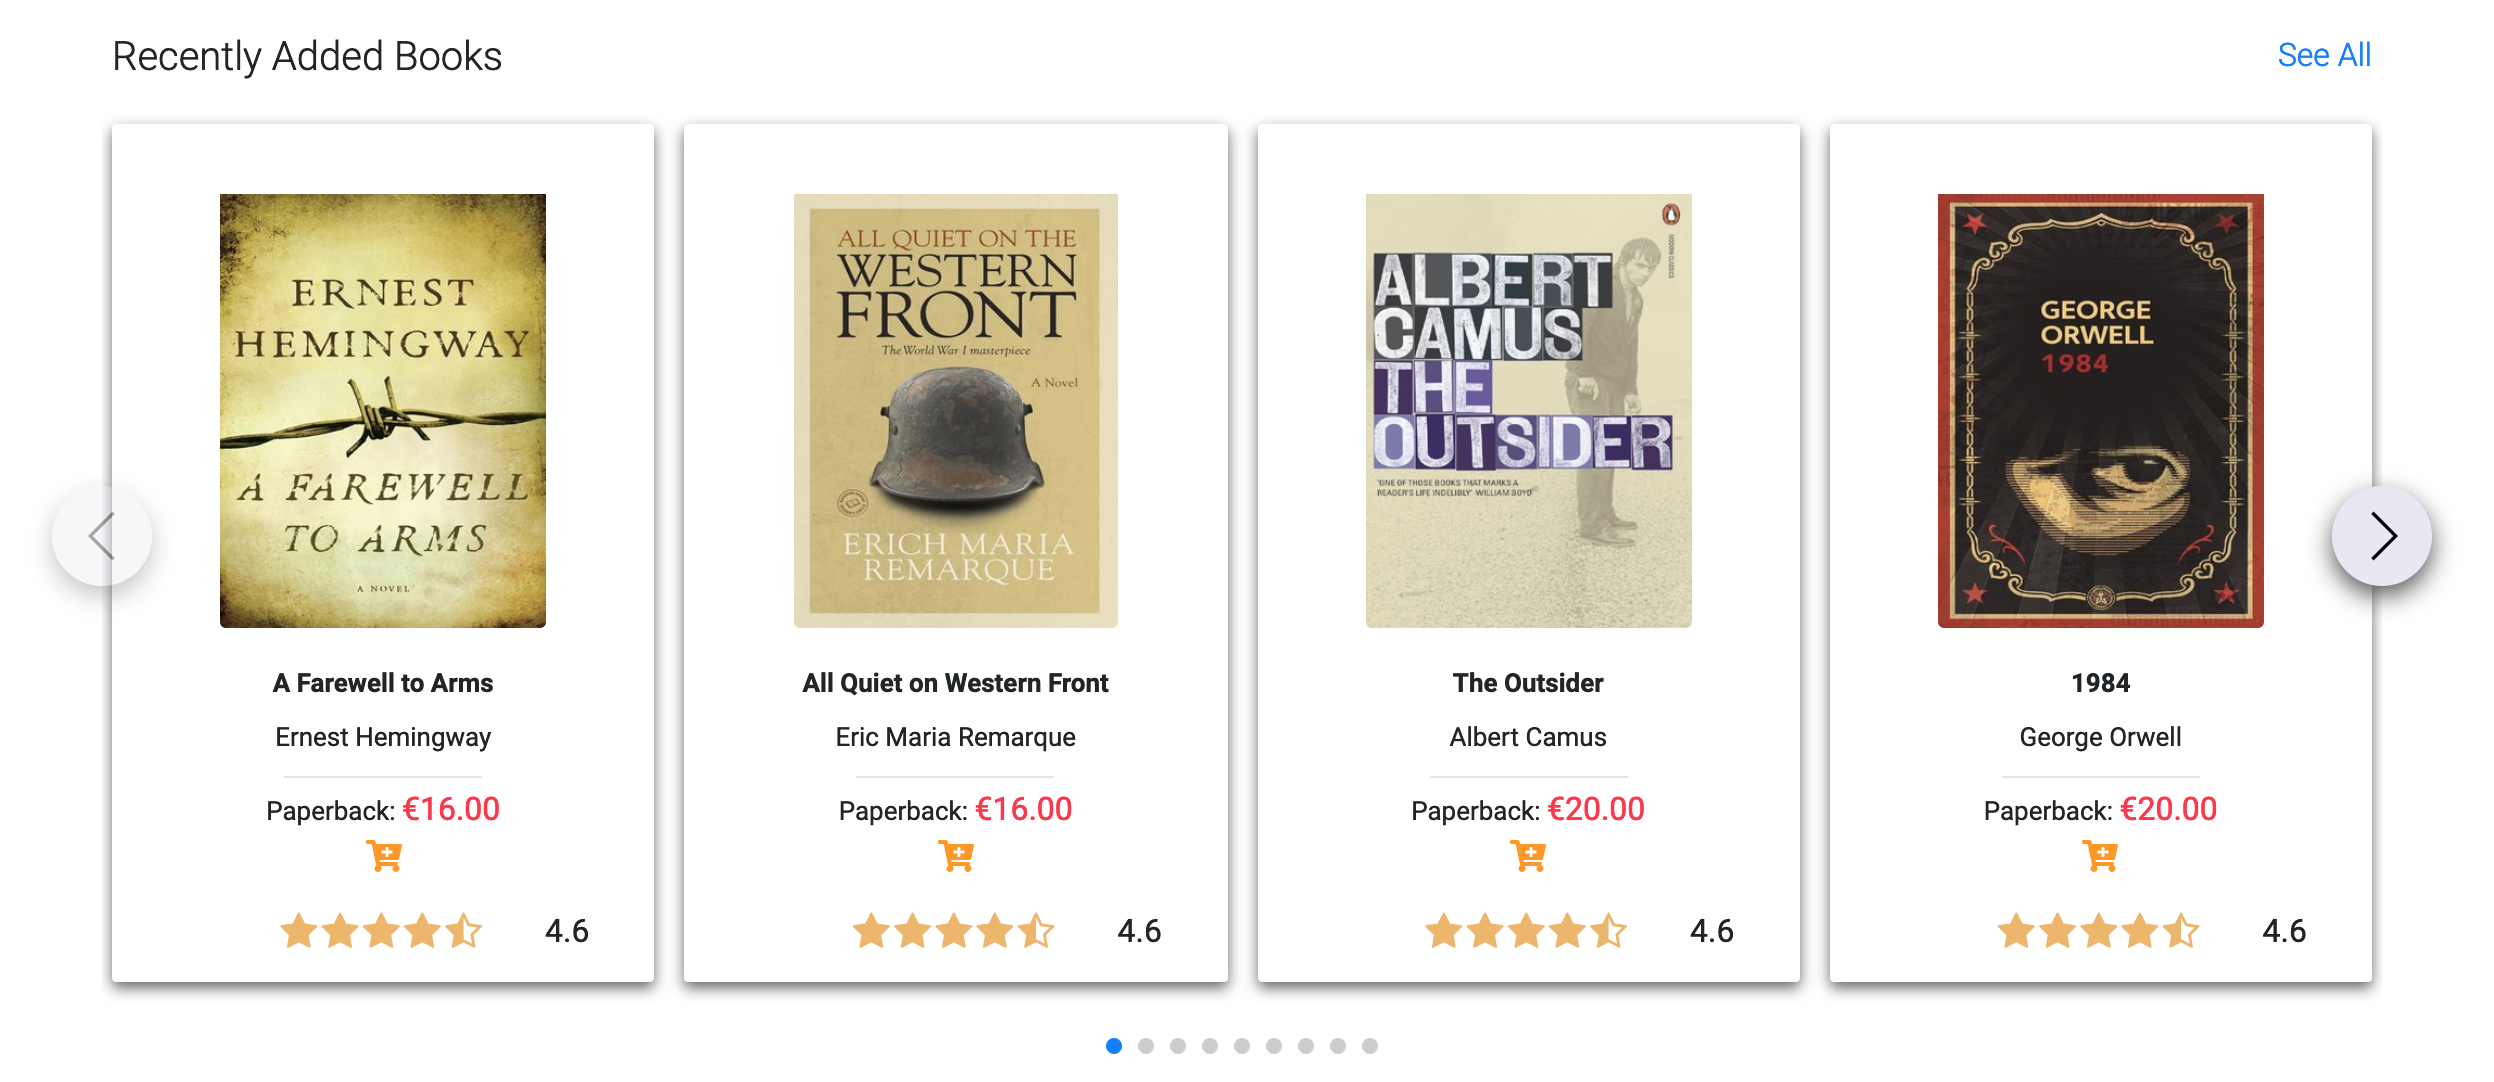 Recently Added Books
See All
ERNEST
HEMINGWAY
A FAREWELL
TO ARMS
A NOVEL
ALL QUIET ON THE
WESTERN
FRONT
The World War I masterpiece
A Novel
ERICH MARIA
REMARQUE
MODERN CLASSICS
ALBERT
CAMUS
THE
OUTSIDER
'ONE OF THOSE BOOKS THAT MARKS A
READER'S LIFE INDELIBLY' WILLIAM BOYD
GEORGE
ORWELL
1984
A Farewell to Arms
Ernest Hemingway
Paperback: €16.00
4.6
All Quiet on Western Front
Eric Maria Remarque
Paperback: €16.00
4.6
The Outsider
Albert Camus
Paperback: €20.00
4.6
1984
George Orwell
Paperback: €20.00
4.6